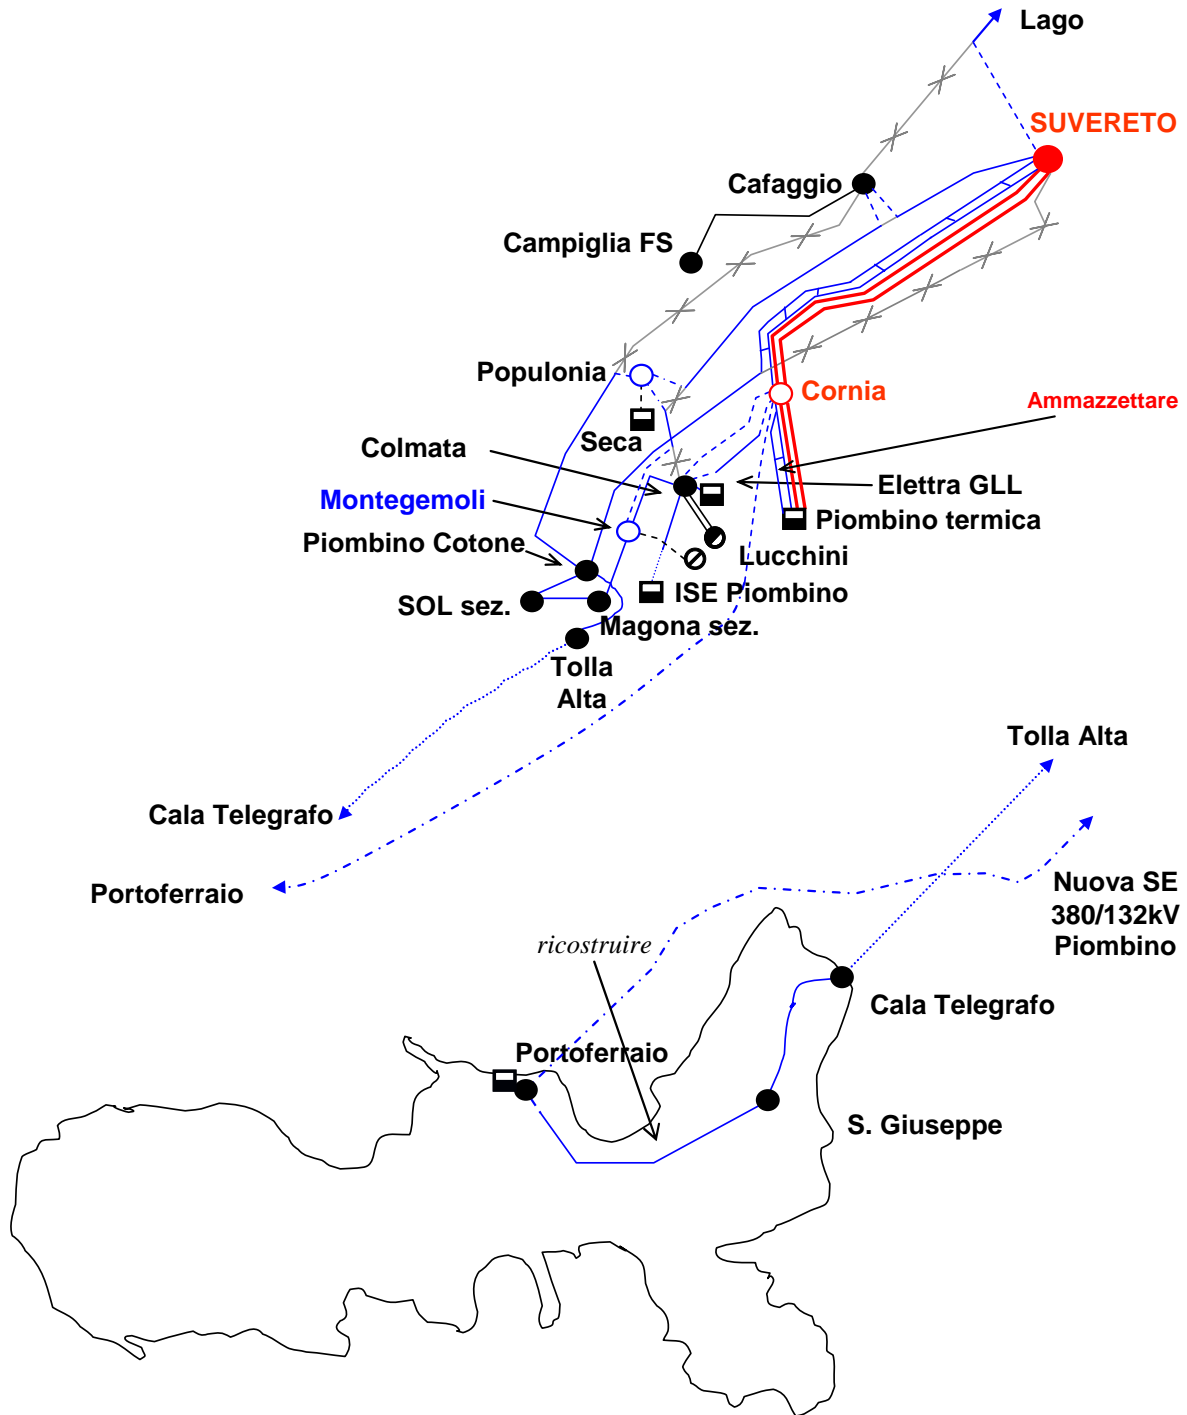 Lago
SUVERETO
Cafaggio
Campiglia FS
Populonia
Cornia
Ammazzettare
Seca
Colmata
Elettra GLL
Montegemoli
Piombino termica
Piombino Cotone
Lucchini
ISE Piombino
SOL sez.
Magona sez.
Tolla
Alta
Tolla Alta
Cala Telegrafo
Portoferraio
Nuova SE
380/132kV
Piombino
ricostruire
Cala Telegrafo
Portoferraio
S. Giuseppe